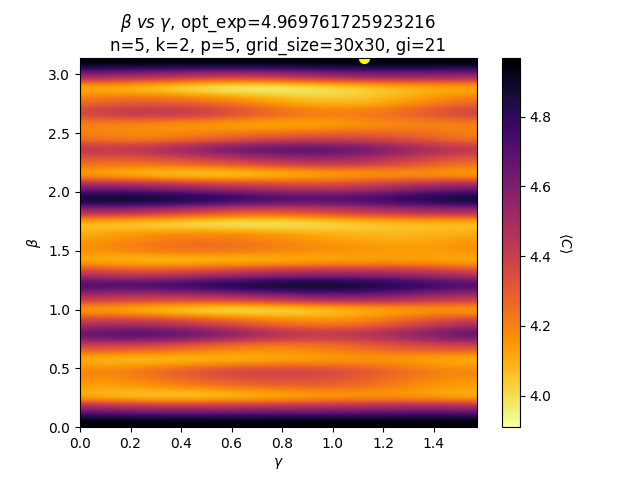 β vs γ, opt_exp=4.969761725923216
n=5, k=2, p=5, grid_size=30x30, gi=21
3.0
2.5
2.0
1.5
1.0
0.5
0.0
β
0.0 0.2 0.4 0.6 0.8 1.0 1.2 1.4
γ
4.8
4.6
4.4
4.2
4.0
⟨C⟩